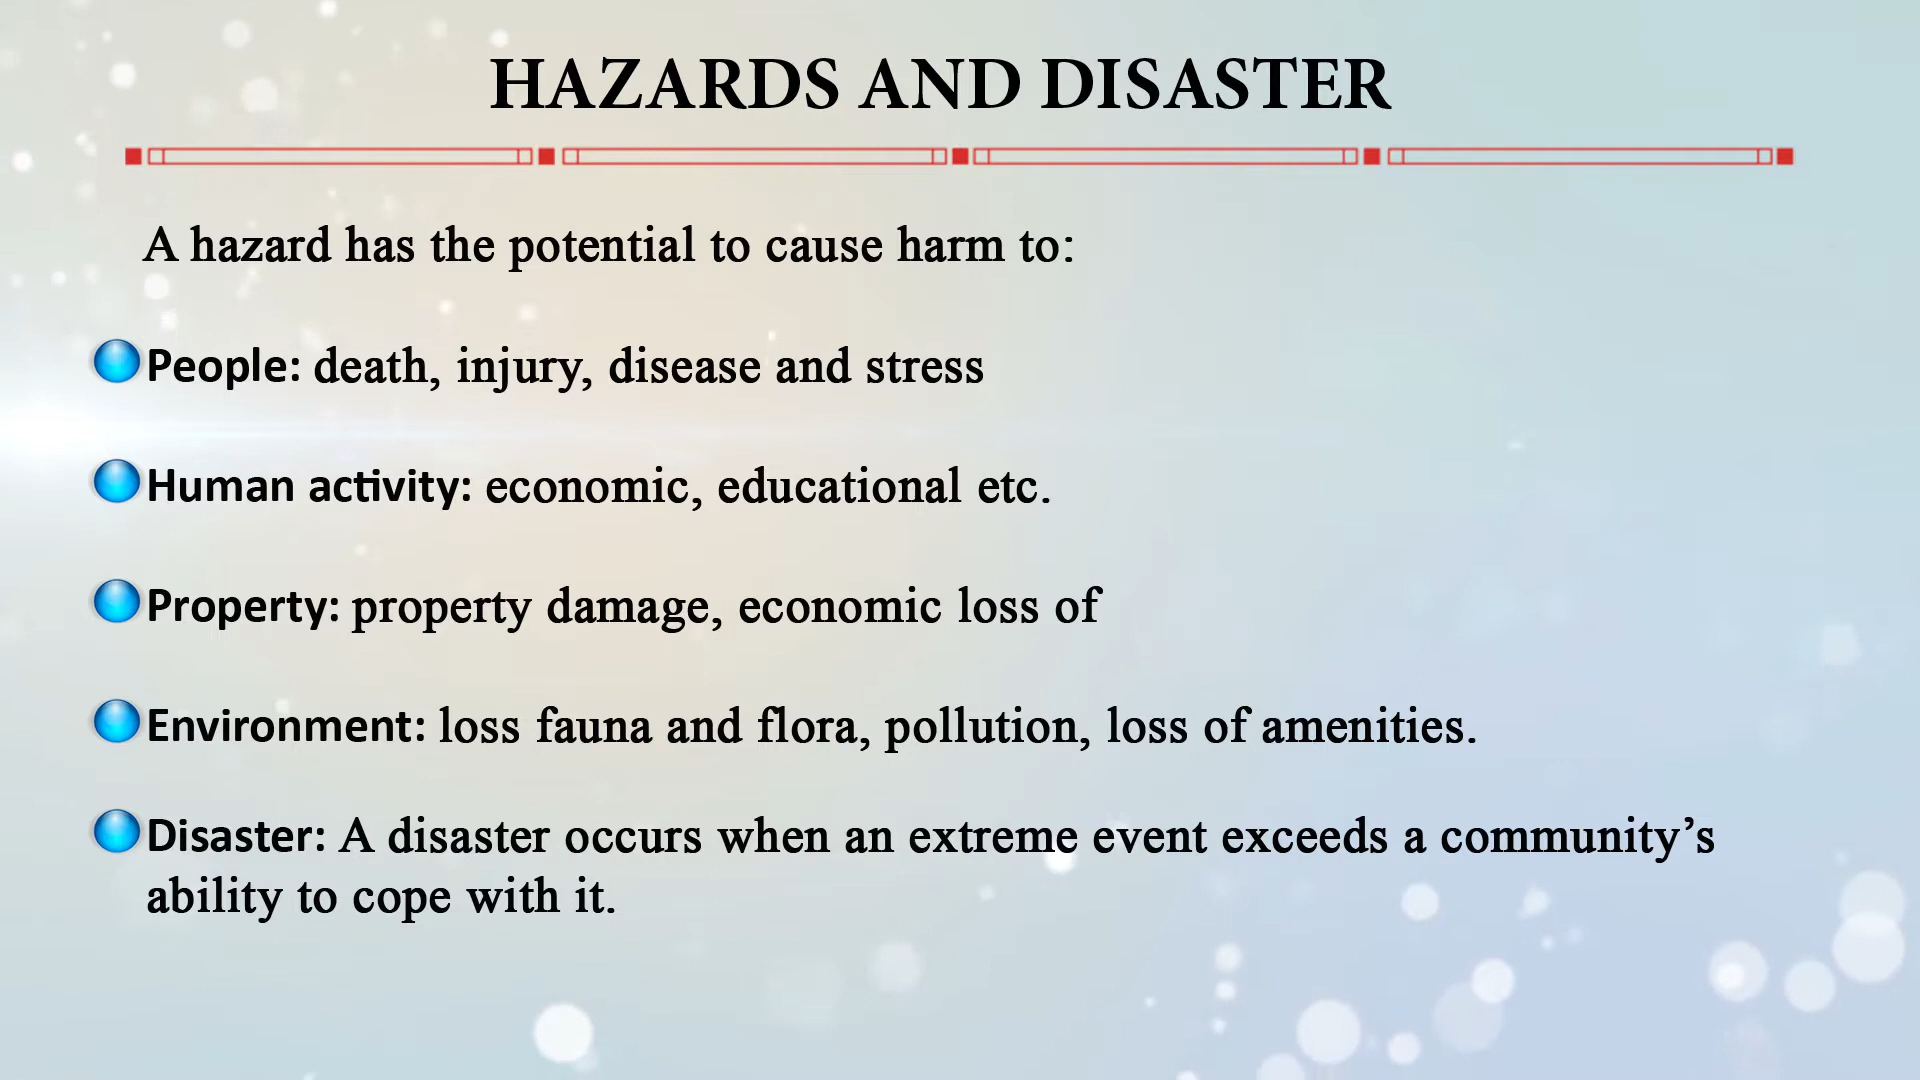 HAZARDS AND DISASTER
A hazard has the potential to cause harm to:
People: death, injury, disease and stress
Human activity: economic, educational etc.
Property: property damage, economic loss of
Environment: loss fauna and flora, pollution, loss of amenities.
Disaster: A disaster occurs when an extreme event exceeds a community’s
ability to cope with it.